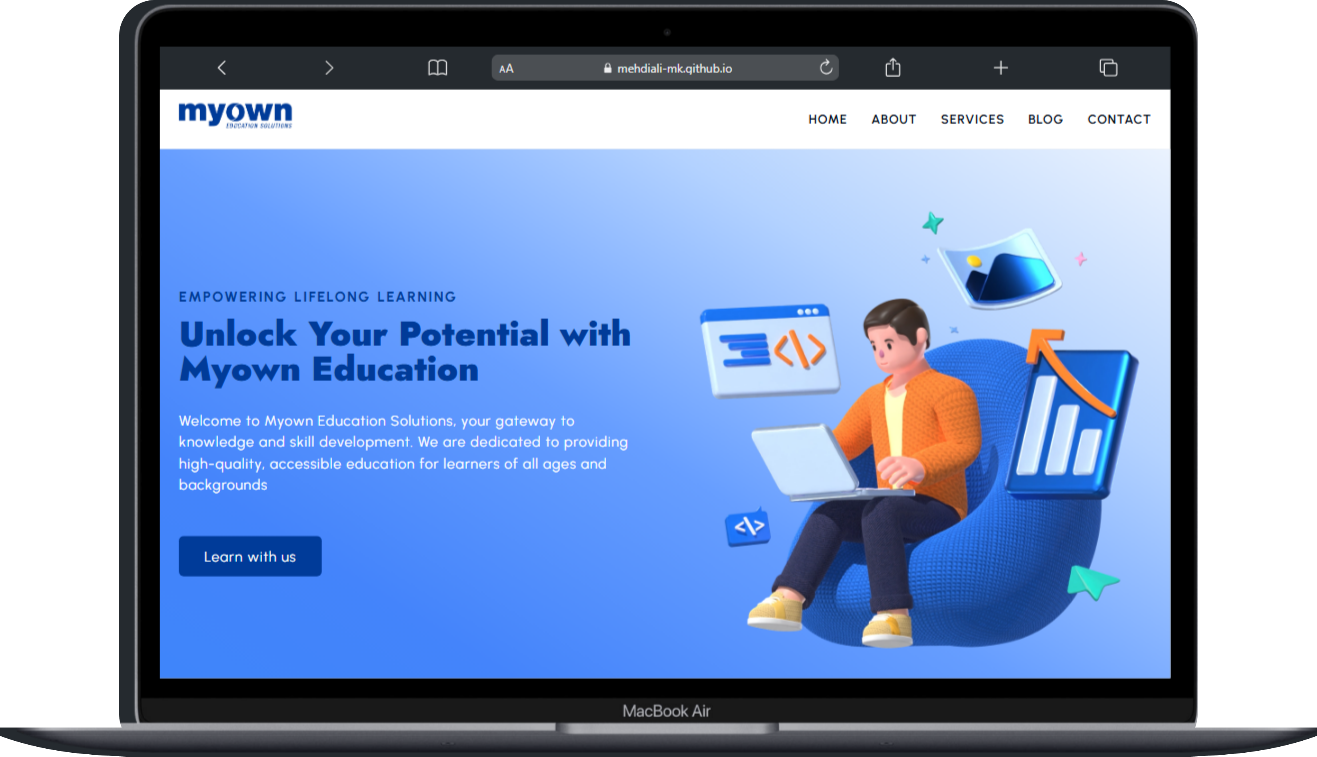 AA mehdiali-mk.github.io
myown
EDUCATION SOLUTIONS
HOME ABOUT SERVICES BLOG CONTACT
EMPOWERING LIFELONG LEARNING
Unlock Your Potential with
Myown Education
Welcome to Myown Education Solutions, your gateway to
knowledge and skill development. We are dedicated to providing
high-quality, accessible education for learners of all ages and
backgrounds
Learn with us
</>
</>
MacBook Air